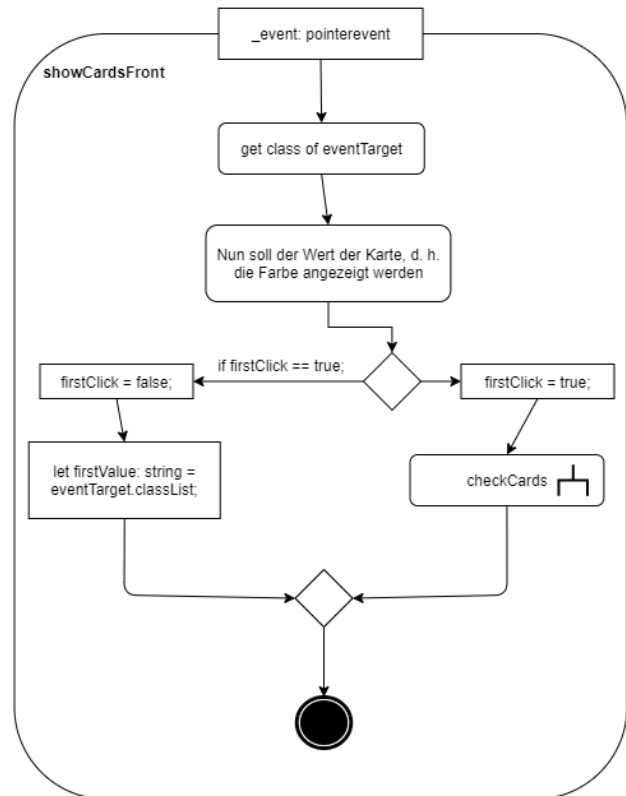 _event: pointerevent
showCardsFront
get class of eventTarget
Nun soll der Wert der Karte, d. h.
die Farbe angezeigt werden
if firstClick == true;
firstClick = false;
firstClick = true;
let firstValue: string =
eventTarget.classList;
checkCards